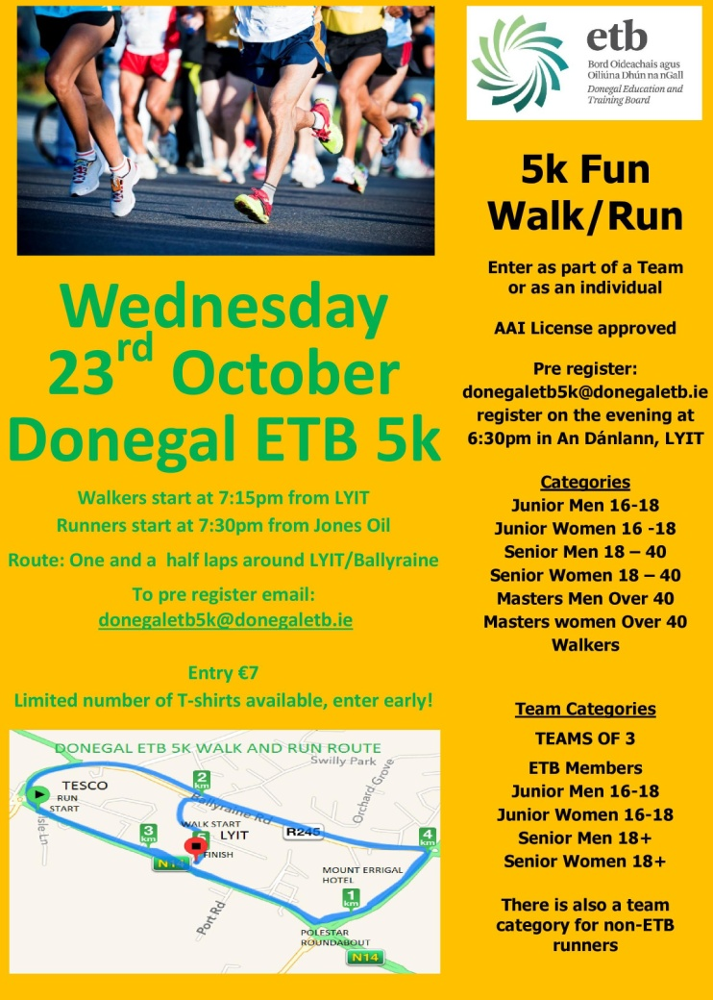 etb
Bord Oideachais agus
Oiliúna Dhún na nGall
Donegal Education and
Training Board
5k Fun
Walk/Run
Enter as part of a Team
or as an individual
AAI License approved
Pre register:
donegaletb5k@donegaletb.ie
register on the evening at
6:30pm in An Dánlann, LYIT
Categories
Junior Men 16-18
Junior Women 16 -18
Senior Men 18 – 40
Senior Women 18 – 40
Masters Men Over 40
Masters women Over 40
Walkers
Team Categories
TEAMS OF 3
ETB Members
Junior Men 16-18
Junior Women 16-18
Senior Men 18+
Senior Women 18+
There is also a team
category for non-ETB
runners
Wednesday
23rd October
Donegal ETB 5k
Walkers start at 7:15pm from LYIT
Runners start at 7:30pm from Jones Oil
Route: One and a half laps around LYIT/Ballyraine
To pre register email:
donegaletb5k@donegaletb.ie
Entry €7
Limited number of T-shirts available, enter early!
DONEGAL ETB 5K WALK AND RUN ROUTE
Swilly Park
Orchard Grove
TESCO
RUN
START
2
km
Ballyraine Rd
Isle Ln
WALK START
LYIT
R245
3
km
4
km
FINISH
N14
MOUNT ERRIGAL
HOTEL
1
km
Port Rd
POLESTAR
ROUNDABOUT
N14